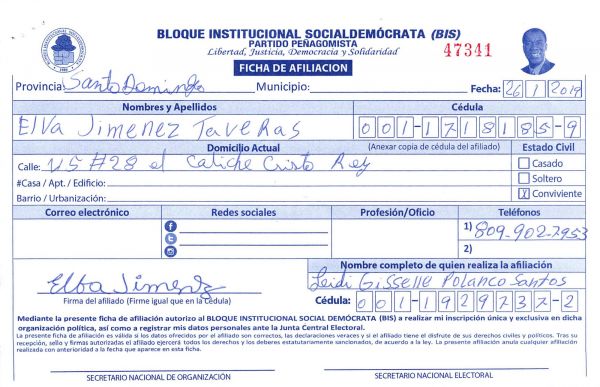 BLOQUE INSTITUCIONAL SOCIALDEMÓCRATA (BIS)
PARTIDO PEÑAGOMISTA
Libertad, Justicia, Democracia y Solidaridad
47341
FICHA DE AFILIACION
Provincia: Santo Domingo Municipio: Fecha: 26/1/2019
Nombres y Apellidos Cédula
Elva Jimenez Taveras 001-1718185-9
Domicilio Actual (Anexar copia de cédula del afiliado) Estado Civil
Calle: #28 el Caliche Cristo Rey Casado
#Casa / Apt. / Edificio: Soltero
Barrio / Urbanización: X Conviviente
Correo electrónico Redes sociales Profesión/Oficio Teléfonos
1) 809-902-7953
2)
Nombre completo de quien realiza la afiliación
Elba Jimenez Leidi Gisselle Polanco Santos
Firma del afiliado (Firme igual que en la Cédula) Cédula: 001-1929737-2
Mediante la presente ficha de afiliación autorizo al BLOQUE INSTITUCIONAL SOCIAL DEMÓCRATA (BIS) a realizar mi inscripción única y exclusiva en dicha
organización política, así como a registrar mis datos personales ante la Junta Central Electoral.
La presente ficha de afiliación es válida si los datos ofrecidos por el afiliado son correctos, las declaraciones veraces y si el titular tiene el disfrute de sus derechos civiles y políticos. Tras su
recepción, sello y firmas autorizadas el afiliado ejercerá todos los derechos y los deberes estatutariamente sancionados, de acuerdo a la ley. La presente afiliación anula cualquier afiliación
realizada con anterioridad a la fecha que aparece en esta ficha.
SECRETARIO NACIONAL DE ORGANIZACIÓN SECRETARIO NACIONAL ELECTORAL